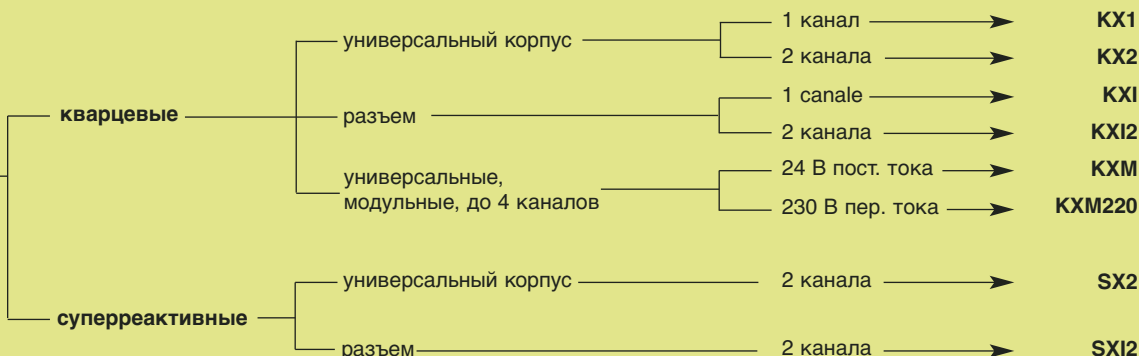 1 канал KX1
универсальный корпус
2 канала KX2
1 canale KXI
кварцевые разъем
2 канала KXI2
24 В пост. тока KXM
универсальные,
модульные, до 4 каналов
230 В пер. тока KXM220
универсальный корпус 2 канала SX2
суперреактивные
разъем 2 канала SXI2